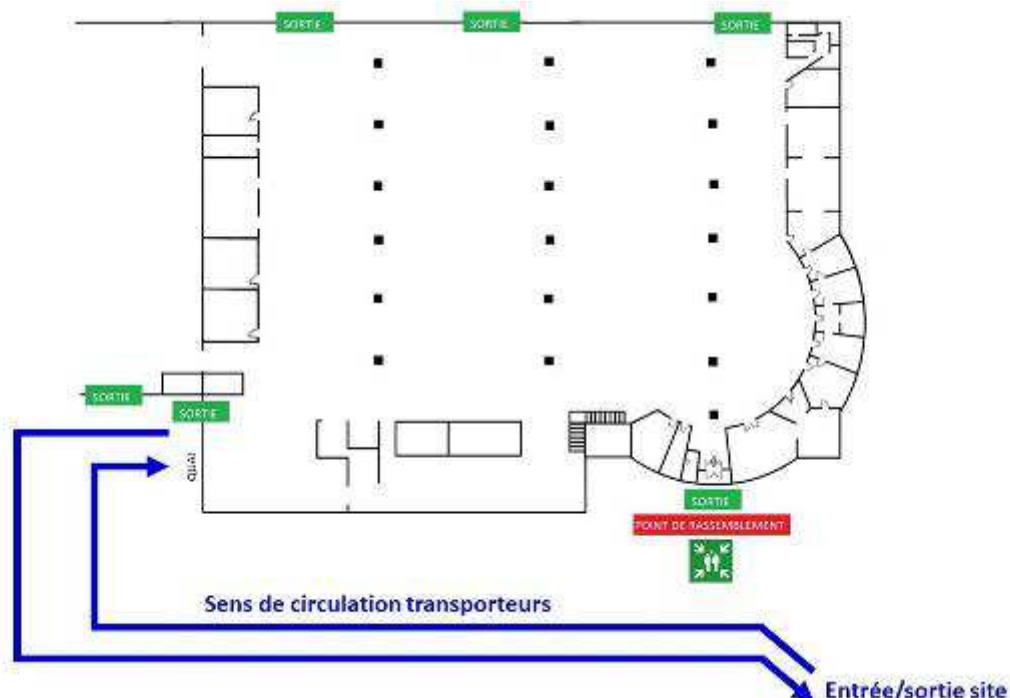 SORTIE
SORTIE
SORTIE
SORTIE
SORTIE
Quai
SORTIE
POINT DE RASSEMBLEMENT
Sens de circulation transporteurs
Entrée/sortie site